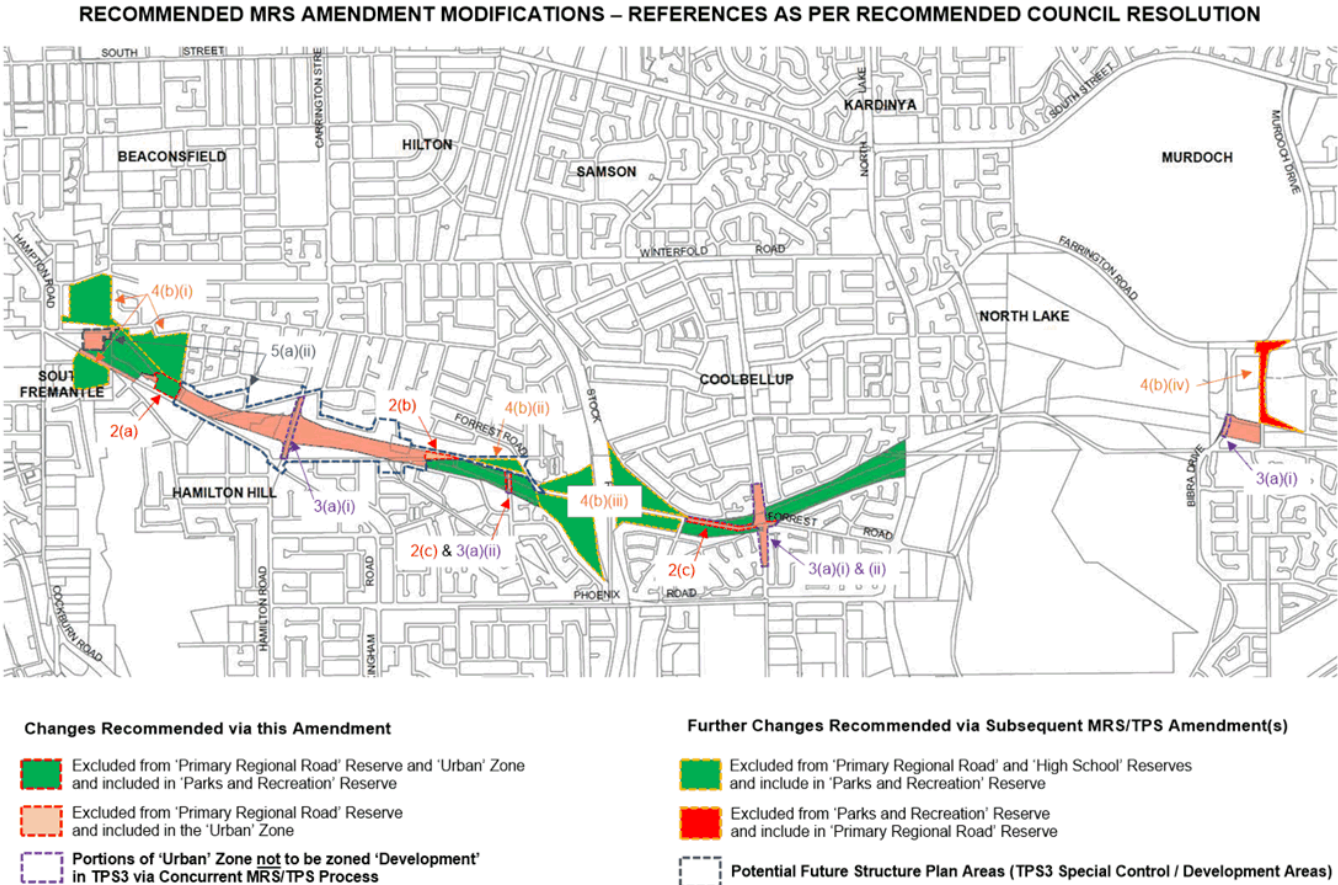 RECOMMENDED MRS AMENDMENT MODIFICATIONS – REFERENCES AS PER RECOMMENDED COUNCIL RESOLUTION
SOUTH STREET
CARRINGTON STRE
NORTH LAKE
KARDINYA
SOUTH STREET
MURDOCH DRIVE
BEACONSFIELD
HILTON
SAMSON
MURDOCH
HAMPTON ROAD
WINTERFOLD ROAD
FARRINGTON ROAD
4(b)(i)
NORTH LAKE
5(a)(ii)
SOUT
FREMANTLE
COOLBELLUP
4(b)(iv)
STOCK
2(a)
2(b)
FORREST ROAD
4(b)(ii)
HAMILTON HILL
3(a)(i)
4(b)(iii)
FORREST ROAD
BIBRA DRIVE
3(a)(i)
2(c) & 3(a)(ii)
2(c)
3(a)(i) & (ii)
PHOENIX ROAD
COCKBURN ROAD
HAMILTON ROAD
INGHAM ROAD
Changes Recommended via this Amendment
Excluded from 'Primary Regional Road' Reserve and 'Urban' Zone
and included in 'Parks and Recreation' Reserve
Excluded from 'Primary Regional Road' Reserve
and included in the 'Urban' Zone
Portions of 'Urban' Zone not to be zoned 'Development'
in TPS3 via Concurrent MRS/TPS Process
Further Changes Recommended via Subsequent MRS/TPS Amendment(s)
Excluded from 'Primary Regional Road' and 'High School' Reserves
and include in 'Parks and Recreation' Reserve
Excluded from 'Parks and Recreation' Reserve
and include in 'Primary Regional Road' Reserve
Potential Future Structure Plan Areas (TPS3 Special Control / Development Areas)